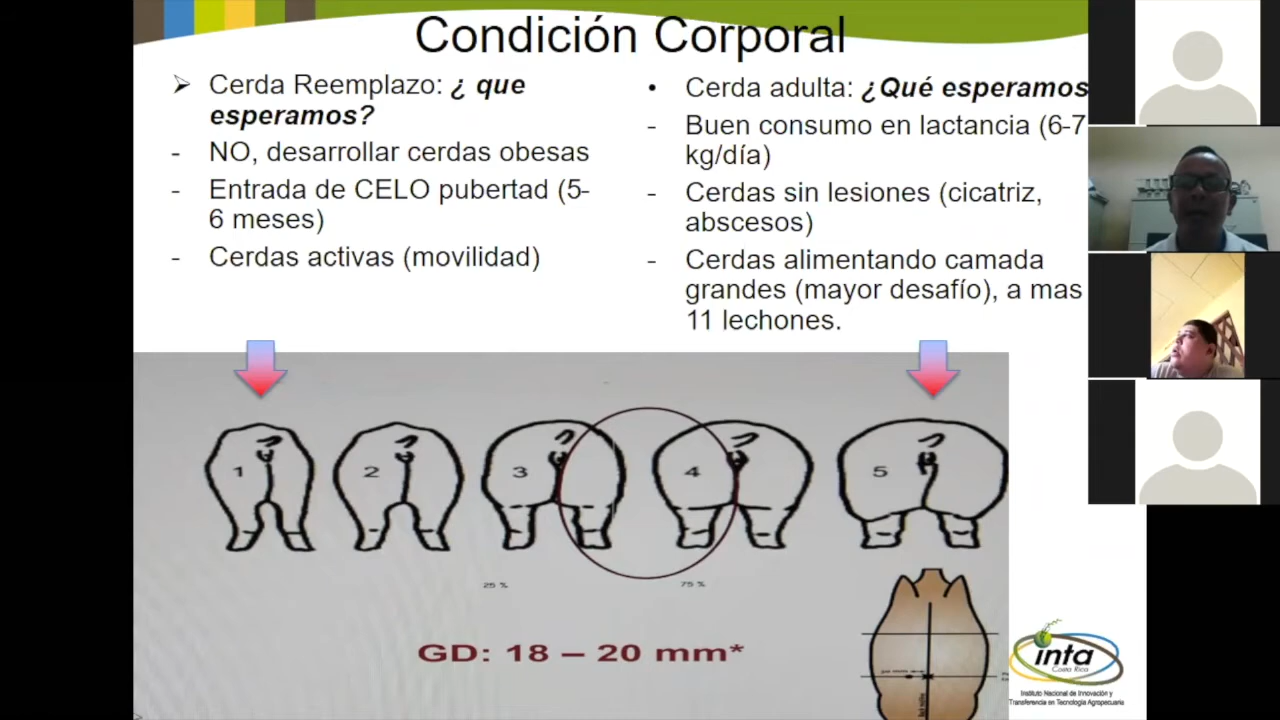 Condición Corporal
Cerda Reemplazo: ¿ que
esperamos?
- NO, desarrollar cerdas obesas
- Entrada de CELO pubertad (5-
6 meses)
- Cerdas activas (movilidad)
• Cerda adulta: ¿Qué esperamos
- Buen consumo en lactancia (6-7
kg/día)
- Cerdas sin lesiones (cicatriz,
abscesos)
- Cerdas alimentando camada
grandes (mayor desafío), a mas
11 lechones.
1 2 3 4 5
25 % 75 %
GD: 18 – 20 mm*
inta
Costa Rica
Instituto Nacional de Innovación y
Transferencia en Tecnología Agropecuaria